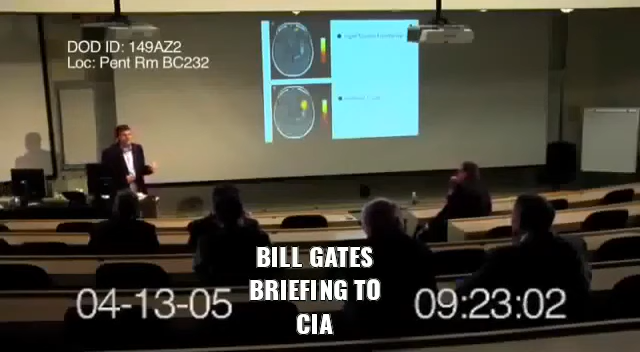 DOD ID: 149AZ2
Loc: Pent Rm BC232
BILL GATES
BRIEFING TO
CIA
04-13-05
09:23:02